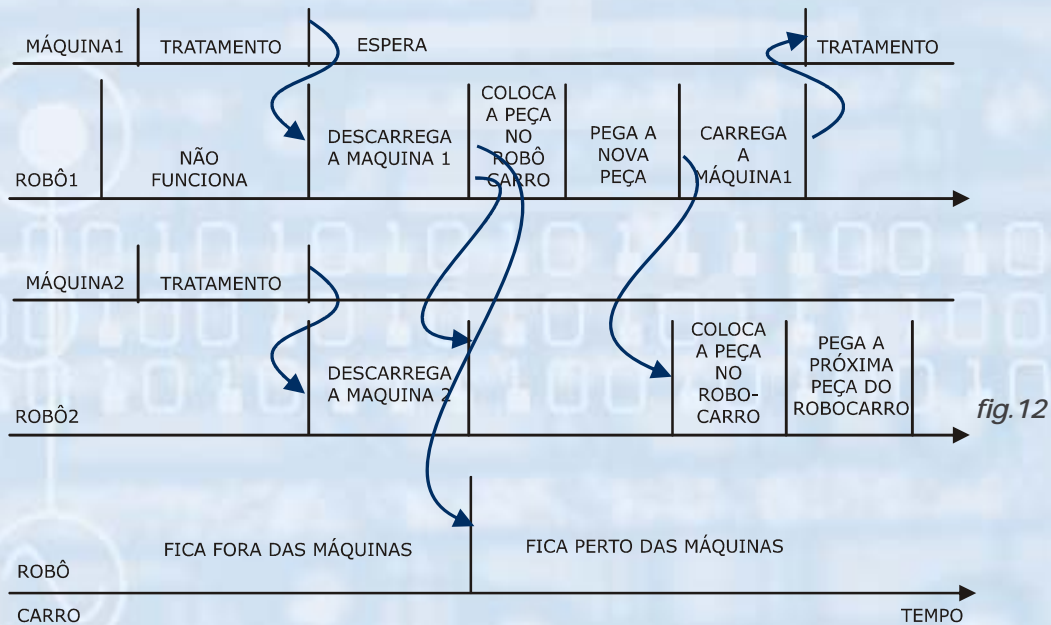 MÁQUINA1
TRATAMENTO
ESPERA
TRATAMENTO
ROBÔ1
NÃO
FUNCIONA
DESCARREGA
A MAQUINA 1
COLOCA
A PEÇA
NO
ROBÔ
CARRO
PEGA A
NOVA
PEÇA
CARREGA
A
MÁQUINA1
MÁQUINA2
TRATAMENTO
ROBÔ2
DESCARREGA
A MAQUINA 2
COLOCA
A PEÇA
NO
ROBO-
CARRO
PEGA A
PRÓXIMA
PEÇA DO
ROBOCARRO
fig.12
FICA FORA DAS MÁQUINAS
FICA PERTO DAS MÁQUINAS
ROBÔ
CARRO
TEMPO